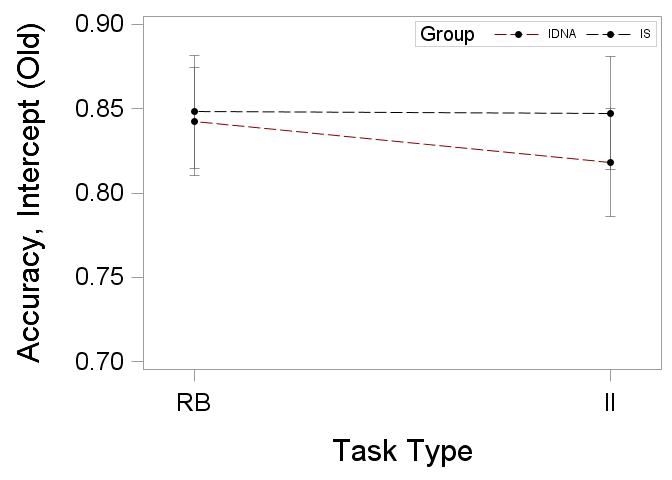 Accuracy, Intercept (Old)
0.90
0.85
0.80
0.75
0.70
Group IDNA IS
RB II
Task Type